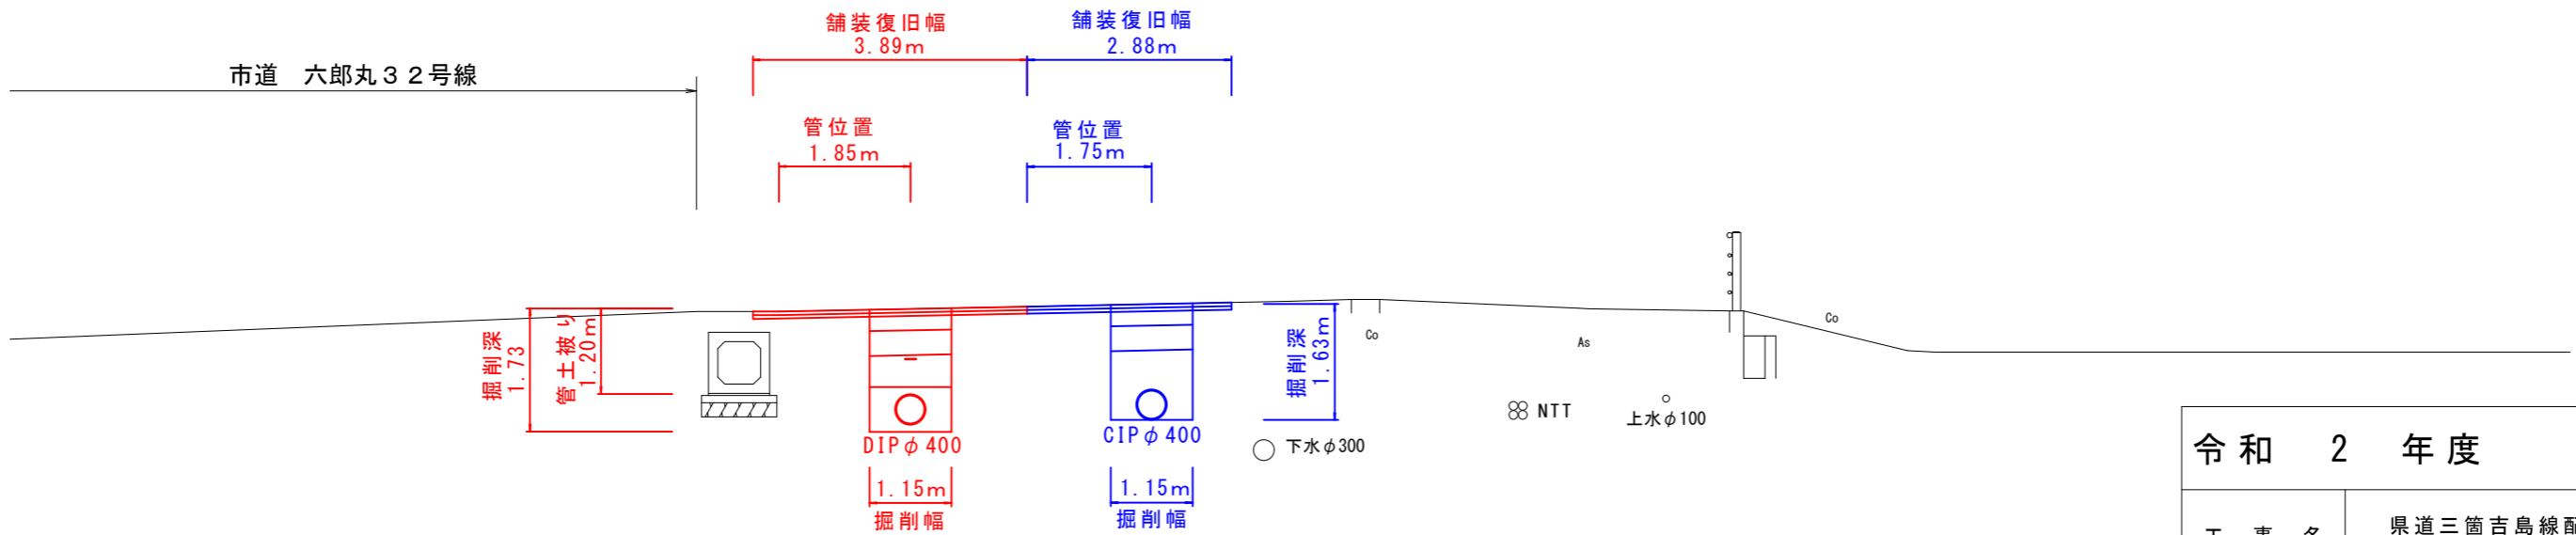 舗装復旧幅
3.89m
舗装復旧幅
2.88m
市道　六郎丸３２号線
管位置
1.85m
管位置
1.75m
掘削深
1.73
管土被り
1.20m
掘削深
1.63m
Co
As
Co
DIPφ400
CIPφ400
下水φ300
NTT
上水φ100
1.15m
掘削幅
1.15m
掘削幅
令和　2　年度
工事名
県道三箇吉島線配